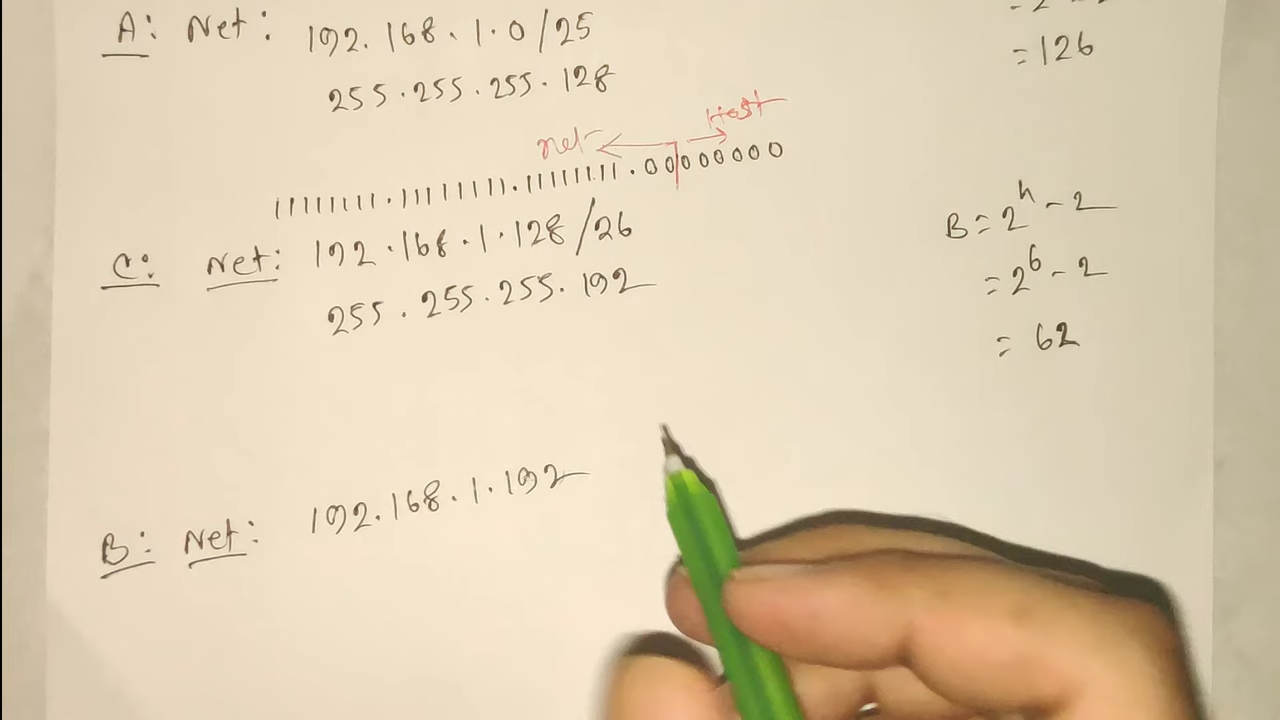 A: Net: 192.168.1.0/25
255.255.255.128
= 126
net Host
11111111.11111111.11111111.00000000
C: Net: 192.168.1.128/26
255.255.255.192
B = 2^h - 2
= 2^6 - 2
= 62
B: Net: 192.168.1.192